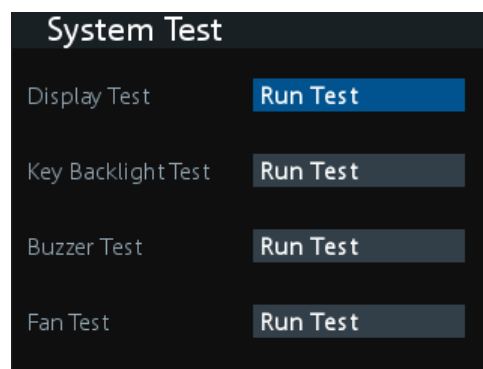 System Test
Display Test Run Test
Key Backlight Test Run Test
Buzzer Test Run Test
Fan Test Run Test